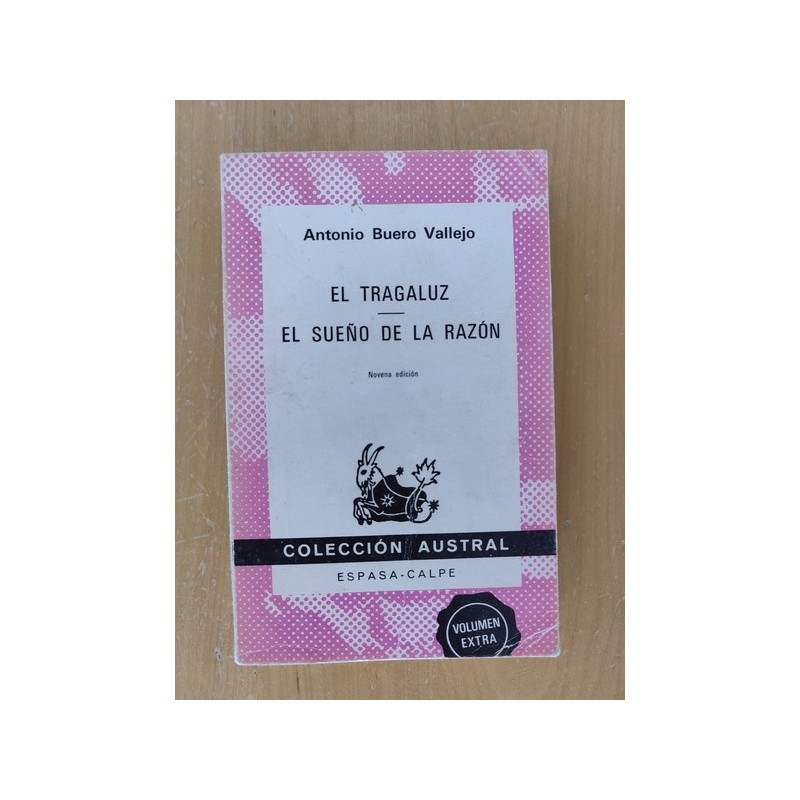 Antonio Buero Vallejo
EL TRAGALUZ
EL SUEÑO DE LA RAZÓN
Novena edición
COLECCIÓN AUSTRAL
ESPASA-CALPE
VOLUMEN
EXTRA